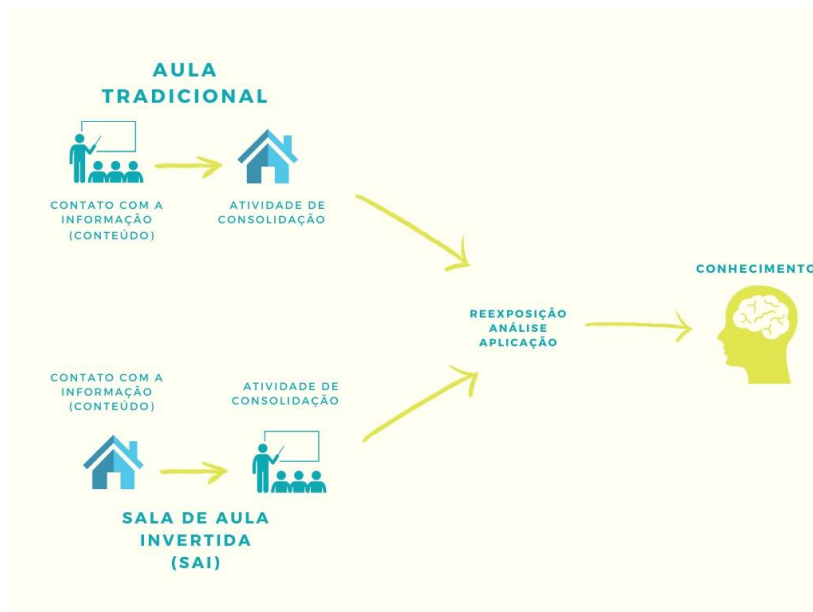 AULA
TRADICIONAL
CONTATO COM A
INFORMAÇÃO
(CONTEÚDO)
ATIVIDADE DE
CONSOLIDAÇÃO
REEXPOSIÇÃO
ANÁLISE
APLICAÇÃO
CONHECIMENTO
CONTATO COM A
INFORMAÇÃO
(CONTEÚDO)
ATIVIDADE DE
CONSOLIDAÇÃO
SALA DE AULA
INVERTIDA
(SAI)